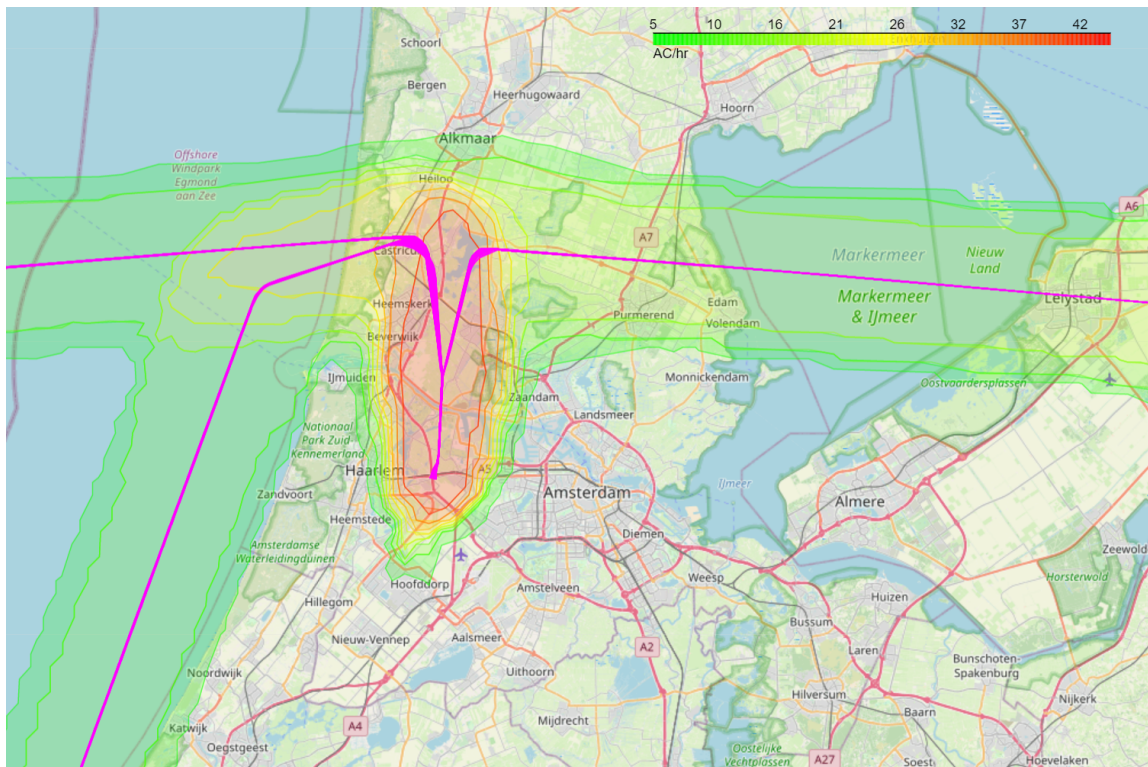 5 10 16 21 26 32 37 42
AC/hr
Schoorl
Bergen
Heerhugowaard
Hoorn
Alkmaar
Offshore
Windpark
Egmond
aan Zee
Heiloo
A6
A7
Castricum
Markermeer
Nieuw
Land
Heemskerk
Markermeer
& IJmeer
Lelystad
Edam
Purmerend
Volendam
Beverwijk
IJmuiden
Monnickendam
Oostvaardersplassen
Zaandam
Landsmeer
Nationaal
Park Zuid-
Kennemerland
Haarlem
A5
IJmeer
Zandvoort
Amsterdam
Almere
Heemstede
Diemen
Amsterdamse
Waterleidingduinen
Zeewold
Weesp
Horsterwold
Hoofddorp
Amstelveen
Huizen
Hillegom
Bussum
Nieuw-Vennep
Aalsmeer
A2
Laren
Bunschoten-
Spakenburg
Noordwijk
Uithoorn
Hilversum
Nijkerk
Baarn
Katwijk
A4
Mijdrecht
Oegstgeest
Oostelijke
Vechtplassen
A27
Soest
Hoevelaken